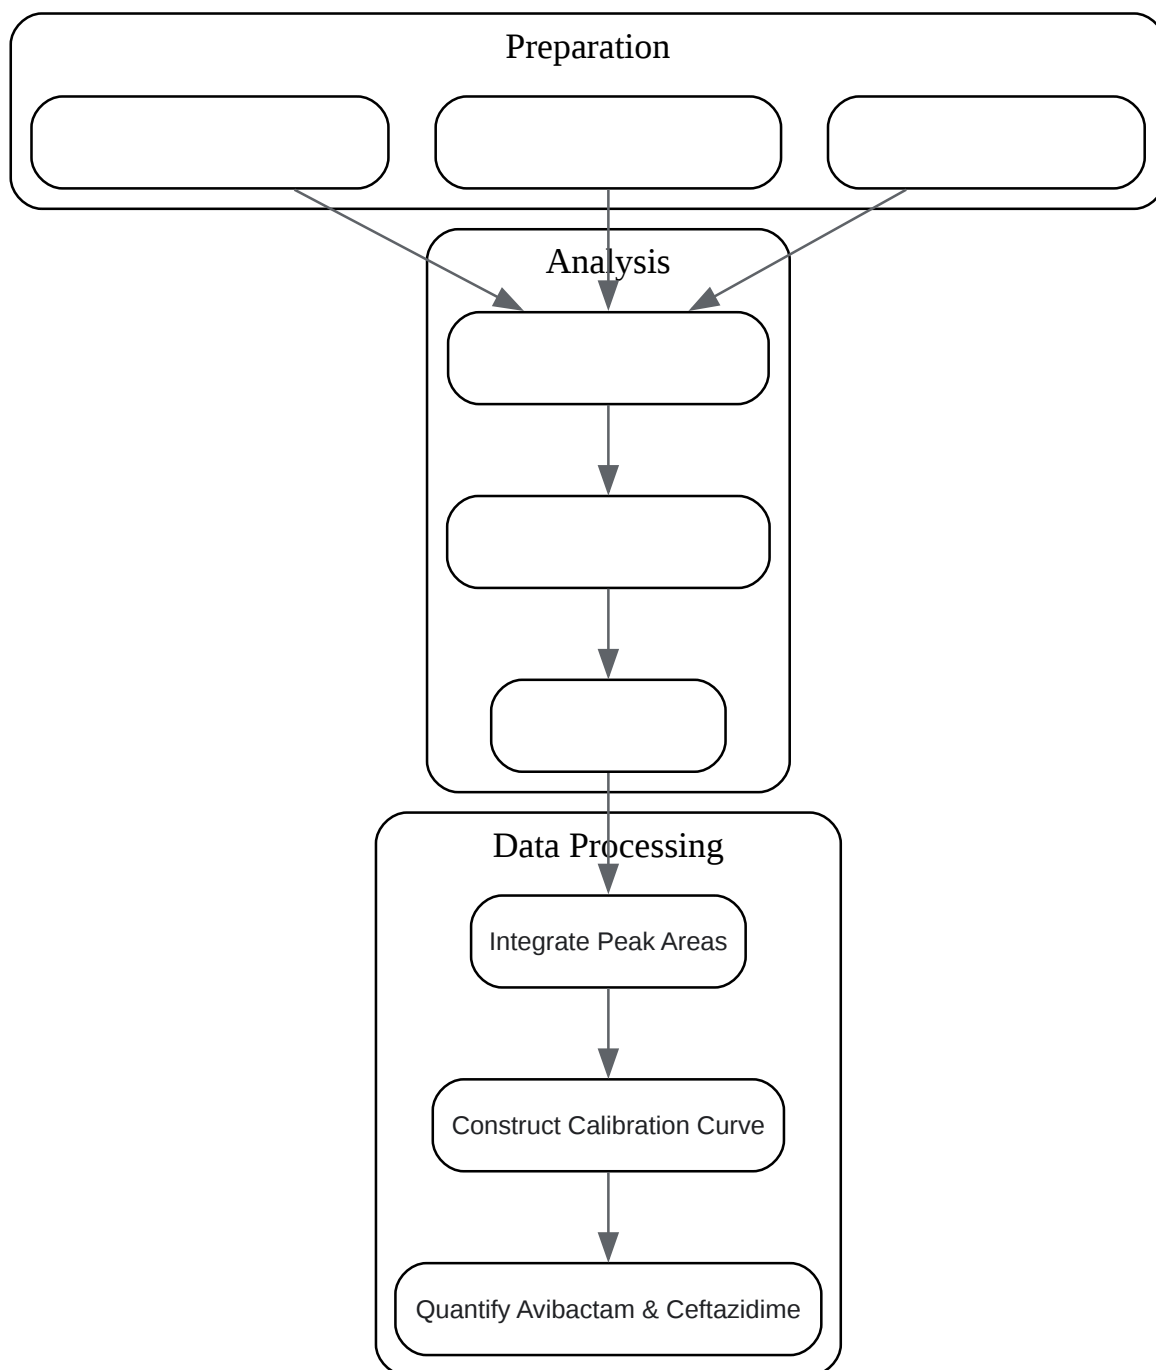 Preparation
Analysis
Data Processing
Integrate Peak Areas
Construct Calibration Curve
Quantify Avibactam & Ceftazidime